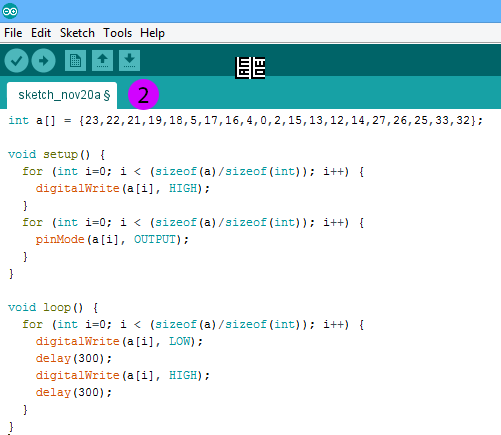 File Edit Sketch Tools Help
sketch_nov20a §
2
int a[] = {23,22,21,19,18,5,17,16,4,0,2,15,13,12,14,27,26,25,33,32};
void setup() {
for (int i=0; i < (sizeof(a)/sizeof(int)); i++) {
digitalWrite(a[i], HIGH);
}
for (int i=0; i < (sizeof(a)/sizeof(int)); i++) {
pinMode(a[i], OUTPUT);
}
}
void loop() {
for (int i=0; i < (sizeof(a)/sizeof(int)); i++) {
digitalWrite(a[i], LOW);
delay(300);
digitalWrite(a[i], HIGH);
delay(300);
}
}